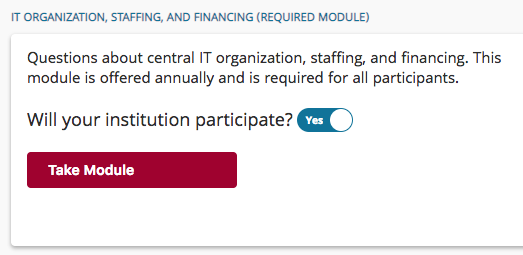 IT ORGANIZATION, STAFFING, AND FINANCING (REQUIRED MODULE)
Questions about central IT organization, staffing, and financing. This
module is offered annually and is required for all participants.
Will your institution participate? Yes
Take Module